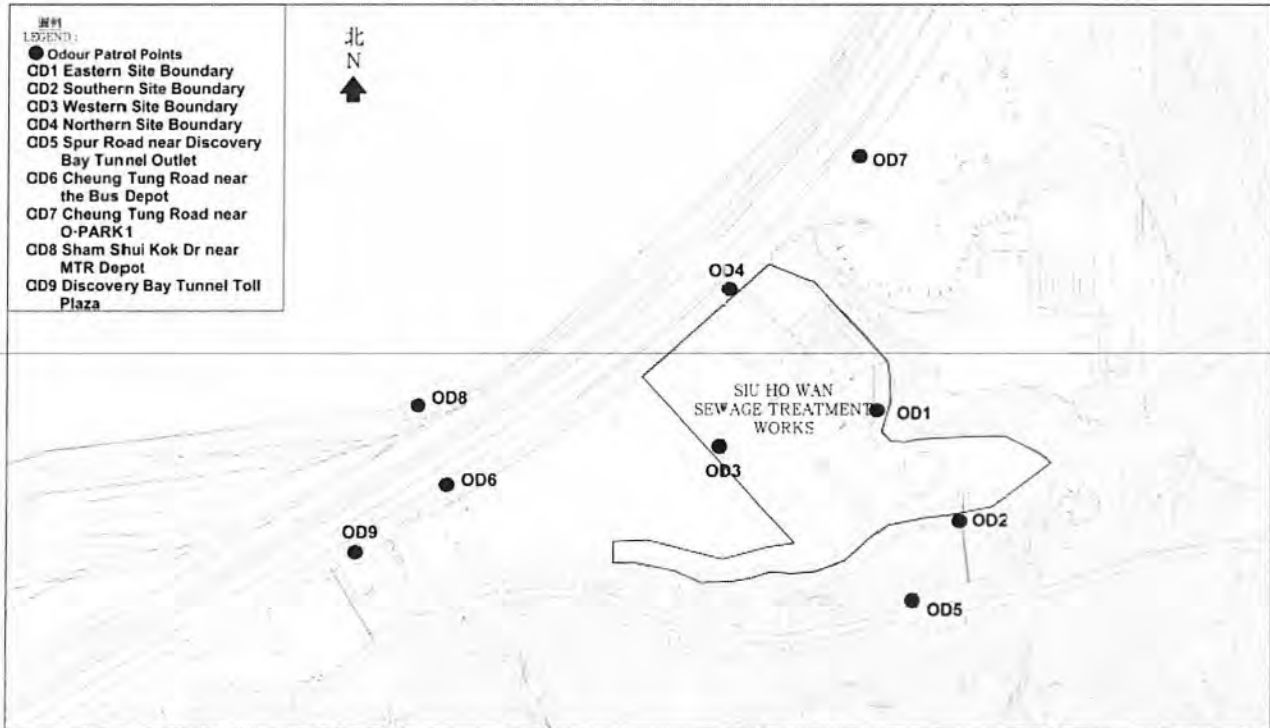 LEGEND:
Odour Patrol Points
OD1 Eastern Site Boundary
OD2 Southern Site Boundary
OD3 Western Site Boundary
OD4 Northern Site Boundary
OD5 Spur Road near Discovery
Bay Tunnel Outlet
OD6 Cheung Tung Road near
the Bus Depot
OD7 Cheung Tung Road near
O·PARK1
OD8 Sham Shui Kok Dr near
MTR Depot
OD9 Discovery Bay Tunnel Toll
Plaza
北
N
OD7
OD4
OD8
SIU HO WAN
SEWAGE TREATMENT
WORKS
OD1
OD3
OD6
OD2
OD9
OD5